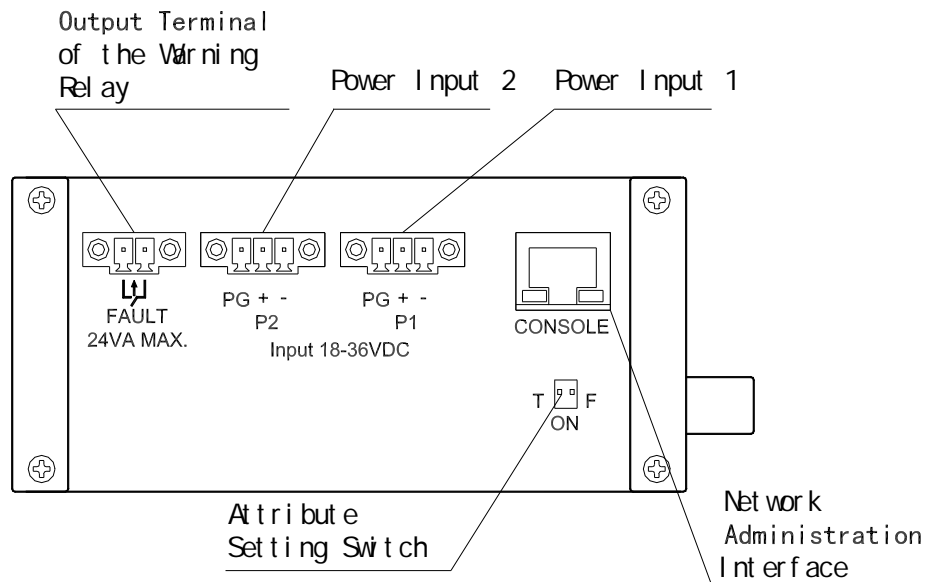 Output Terminal
of the Warning
Relay
Power Input 2
Power Input 1
FAULT
24VA MAX.
PG + -
P2
PG + -
P1
Input 18-36VDC
CONSOLE
T F
ON
Attribute
Setting Switch
Network
Administration
Interface